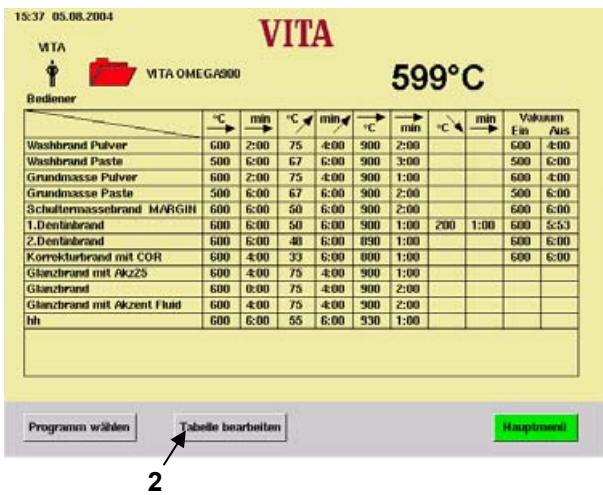 15:37 05.08.2004
VITA
VITA
VITA OMEGA900
599°C
Bediener
°C min °C min °C min °C min Vakuum
Ein Aus
Washbrand Pulver 600 2:00 75 4:00 900 2:00 600 4:00
Washbrand Paste 500 6:00 67 6:00 900 3:00 500 6:00
Grundmasse Pulver 600 2:00 75 4:00 900 1:00 600 4:00
Grundmasse Paste 500 6:00 67 6:00 900 2:00 500 6:00
Schultermassebrand MARGIN 600 6:00 50 6:00 900 2:00 600 6:00
1.Dentinbrand 600 6:00 50 6:00 900 1:00 200 1:00 600 5:53
2.Dentinbrand 600 6:00 48 6:00 890 1:00 600 6:00
Korrekturbrand mit COR 600 4:00 33 6:00 800 1:00 600 6:00
Glanzbrand mit Akz25 600 4:00 75 4:00 900 1:00
Glanzbrand 600 0:00 75 4:00 900 2:00
Glanzbrand mit Akzent Fluid 600 4:00 75 4:00 900 2:00
hh 600 6:00 55 6:00 930 1:00
Programm wählen Tabelle bearbeiten Hauptmenü
2